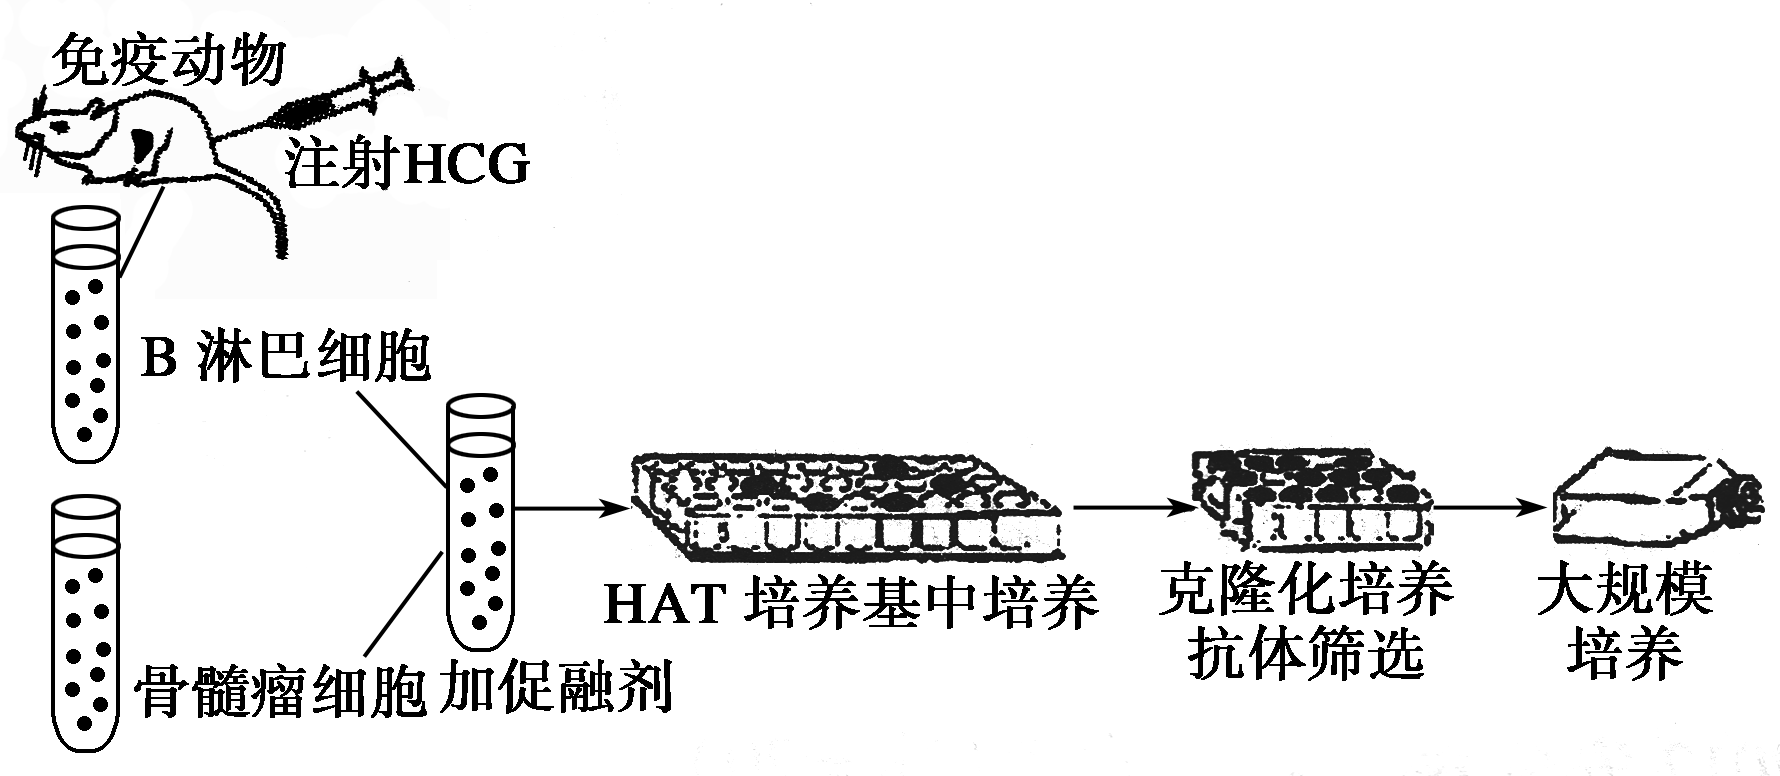 免疫动物
注射HCG
B 淋巴细胞
骨髓瘤细胞
加促融剂
HAT 培养基中培养
克隆化培养
抗体筛选
大规模
培养